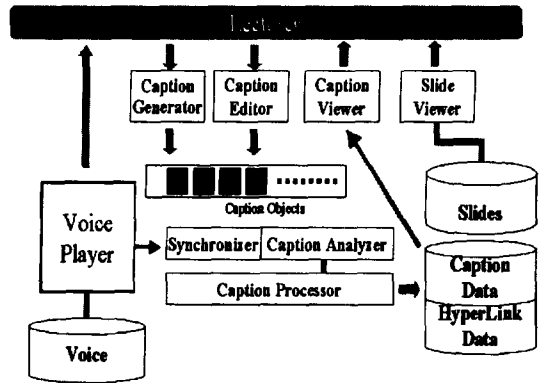 Caption
Generator
Caption
Editor
Caption
Viewer
Slide
Viewer
Caption Objects
Slides
Voice
Player
Synchronizer
Caption Analyzer
Caption Processor
Caption
Data
HyperLink
Data
Voice